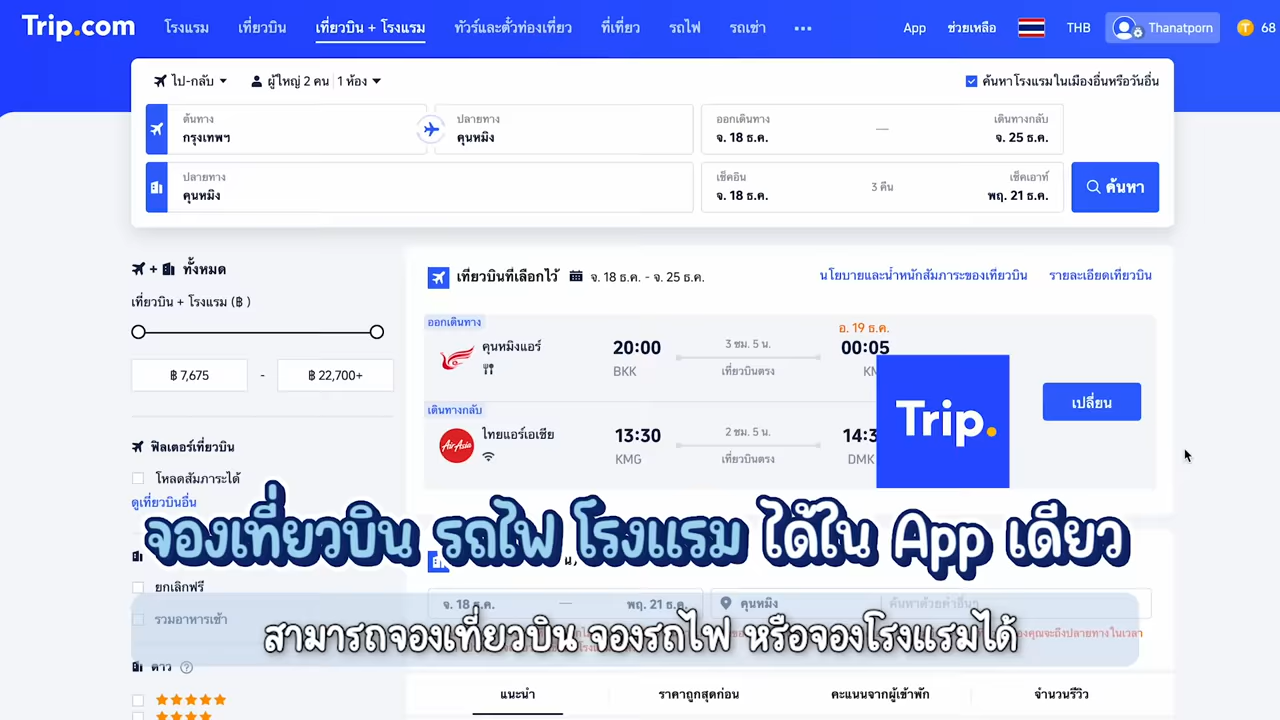 Trip.com โรงแรม เที่ยวบิน เที่ยวบิน + โรงแรม ทัวร์และตั๋วท่องเที่ยว ที่เที่ยว รถไฟ รถเช่า ••• App ช่วยเหลือ THB Thanatporn T 68
ไป-กลับ ผู้ใหญ่ 2 คน 1 ห้อง ค้นหาโรงแรมในเมืองอื่นหรือวันอื่น
ต้นทาง ปลายทาง ออกเดินทาง เดินทางกลับ
กรุงเทพฯ คุนหมิง จ. 18 ธ.ค. — จ. 25 ธ.ค.
ปลายทาง เช็คอิน 3 คืน เช็คเอาท์
คุนหมิง จ. 18 ธ.ค. พฤ. 21 ธ.ค. ค้นหา
+ ทั้งหมด
เที่ยวบิน + โรงแรม (฿ )
฿ 7,675 - ฿ 22,700+
ฟิลเตอร์เที่ยวบิน
โหลดสัมภาระได้
ดูเที่ยวบินอื่น
ยกเลิกฟรี
รวมอาหารเช้า
ดาว ?
เที่ยวบินที่เลือกไว้ จ. 18 ธ.ค. - จ. 25 ธ.ค. นโยบายและน้ำหนักสัมภาระของเที่ยวบิน รายละเอียดเที่ยวบิน
ออกเดินทาง อ. 19 ธ.ค.
คุนหมิงแอร์ 20:00 3 ชม. 5 น. 00:05
BKK เที่ยวบินตรง
เดินทางกลับ
AirAsia ไทยแอร์เอเชีย 13:30 2 ชม. 5 น.
KMG เที่ยวบินตรง DMK
Trip.
เปลี่ยน
จองเที่ยวบิน รถไฟ โรงแรม ได้ใน App เดียว
จ. 18 ธ.ค. — พฤ. 21 ธ.ค. คุนหมิง ค้นหาด้วยคำอื่นๆ
สามารถจองเที่ยวบิน จองรถไฟ หรือจองโรงแรมได้
แนะนำ ราคาถูกสุดก่อน คะแนนจากผู้เข้าพัก จำนวนรีวิว